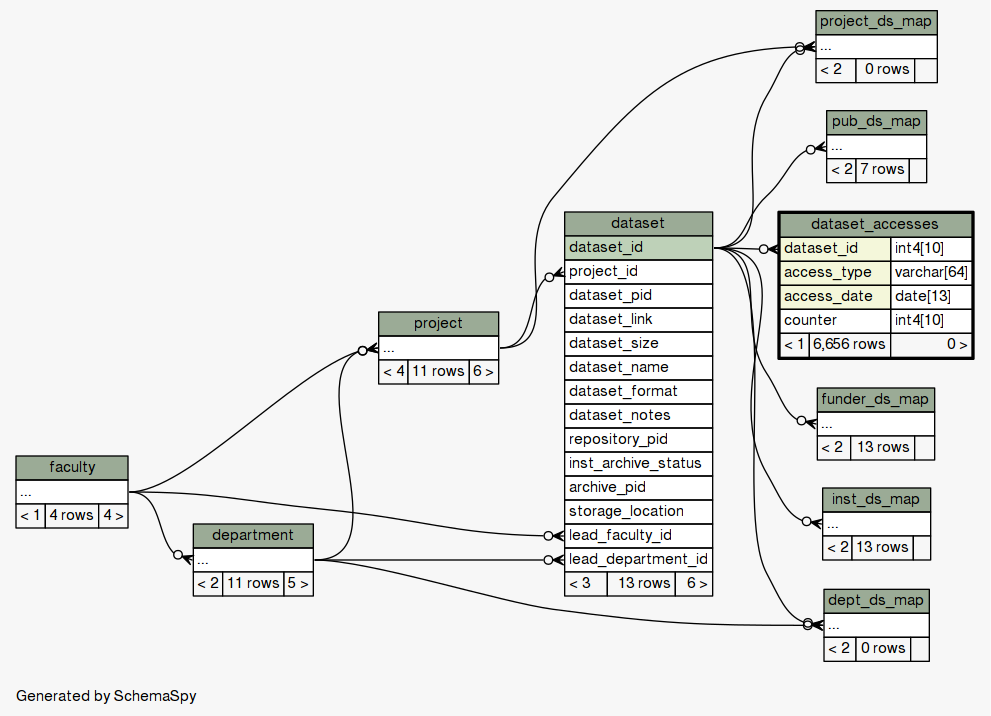 project_ds_map
...
< 2 0 rows
pub_ds_map
...
< 2 7 rows
dataset
dataset_id
project_id
dataset_pid
dataset_link
dataset_size
dataset_name
dataset_format
dataset_notes
repository_pid
inst_archive_status
archive_pid
storage_location
lead_faculty_id
lead_department_id
< 3 13 rows 6 >
dataset_accesses
dataset_id int4[10]
access_type varchar[64]
access_date date[13]
counter int4[10]
< 1 6,656 rows 0 >
project
...
< 4 11 rows 6 >
funder_ds_map
...
< 2 13 rows
faculty
...
< 1 4 rows 4 >
inst_ds_map
...
< 2 13 rows
department
...
< 2 11 rows 5 >
dept_ds_map
...
< 2 0 rows
Generated by SchemaSpy